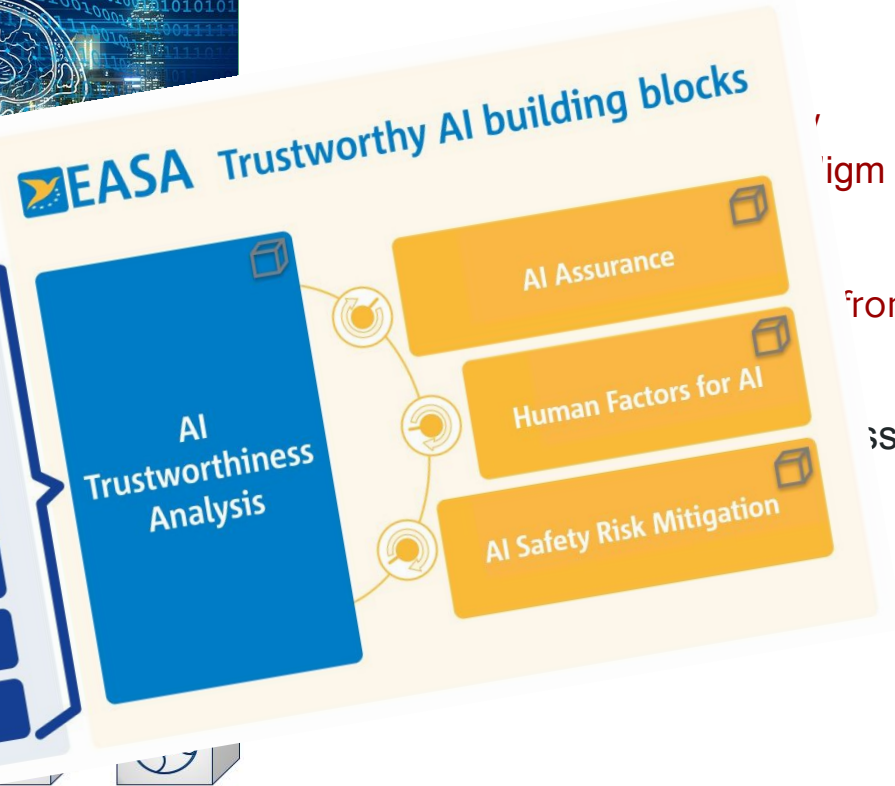 EASA Trustworthy AI building blocks
AI
Trustworthiness
Analysis
AI Assurance
Human Factors for AI
AI Safety Risk Mitigation